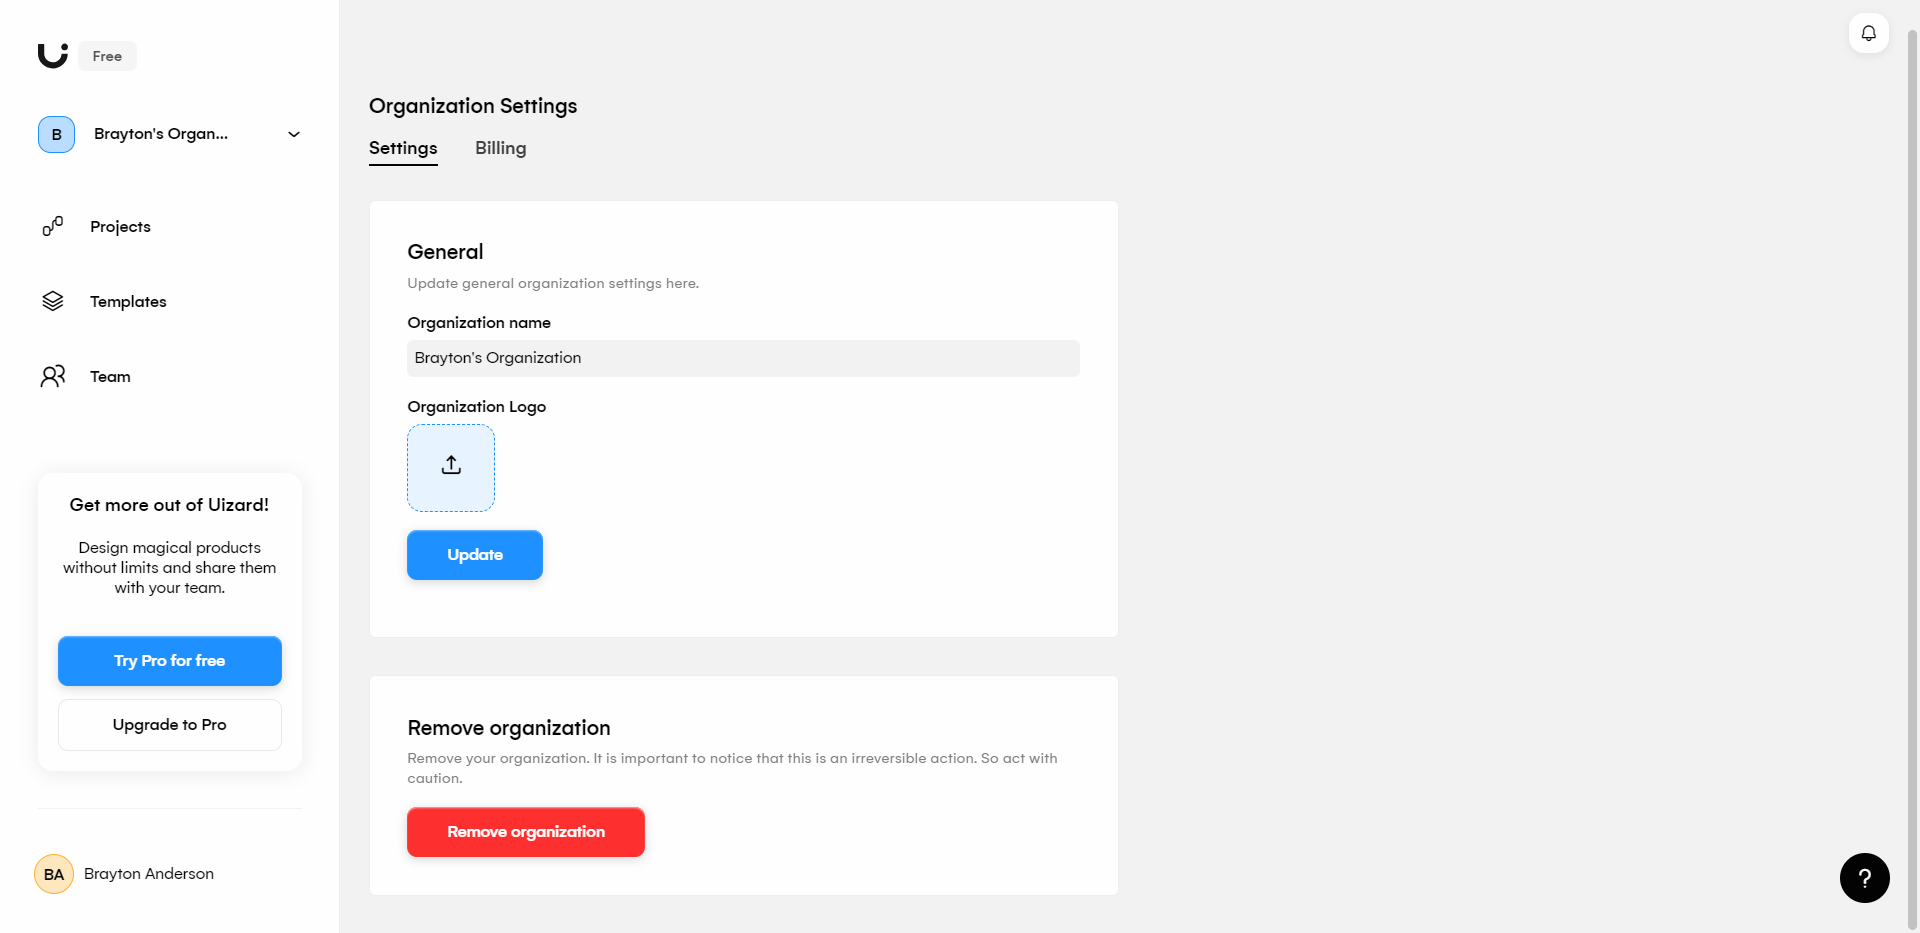 Free
B
Brayton's Organ...
Projects
Templates
Team
Get more out of Uizard!
Design magical products
without limits and share them
with your team.
Try Pro for free
Upgrade to Pro
BA
Brayton Anderson
Organization Settings
Settings
Billing
General
Update general organization settings here.
Organization name
Brayton's Organization
Organization Logo
Update
Remove organization
Remove your organization. It is important to notice that this is an irreversible action. So act with
caution.
Remove organization
?